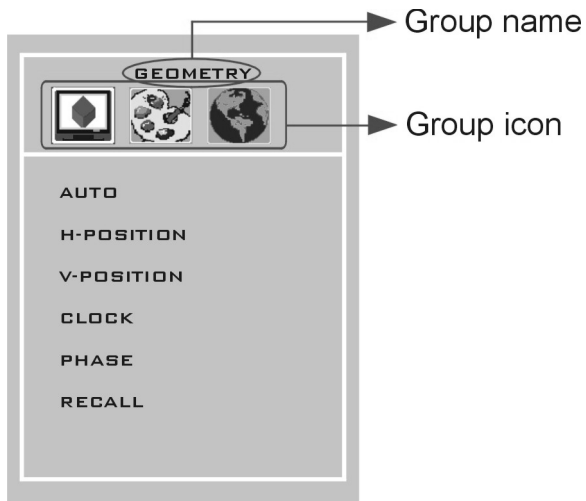 Group name
GEOMETRY
Group icon
AUTO
H-POSITION
V-POSITION
CLOCK
PHASE
RECALL